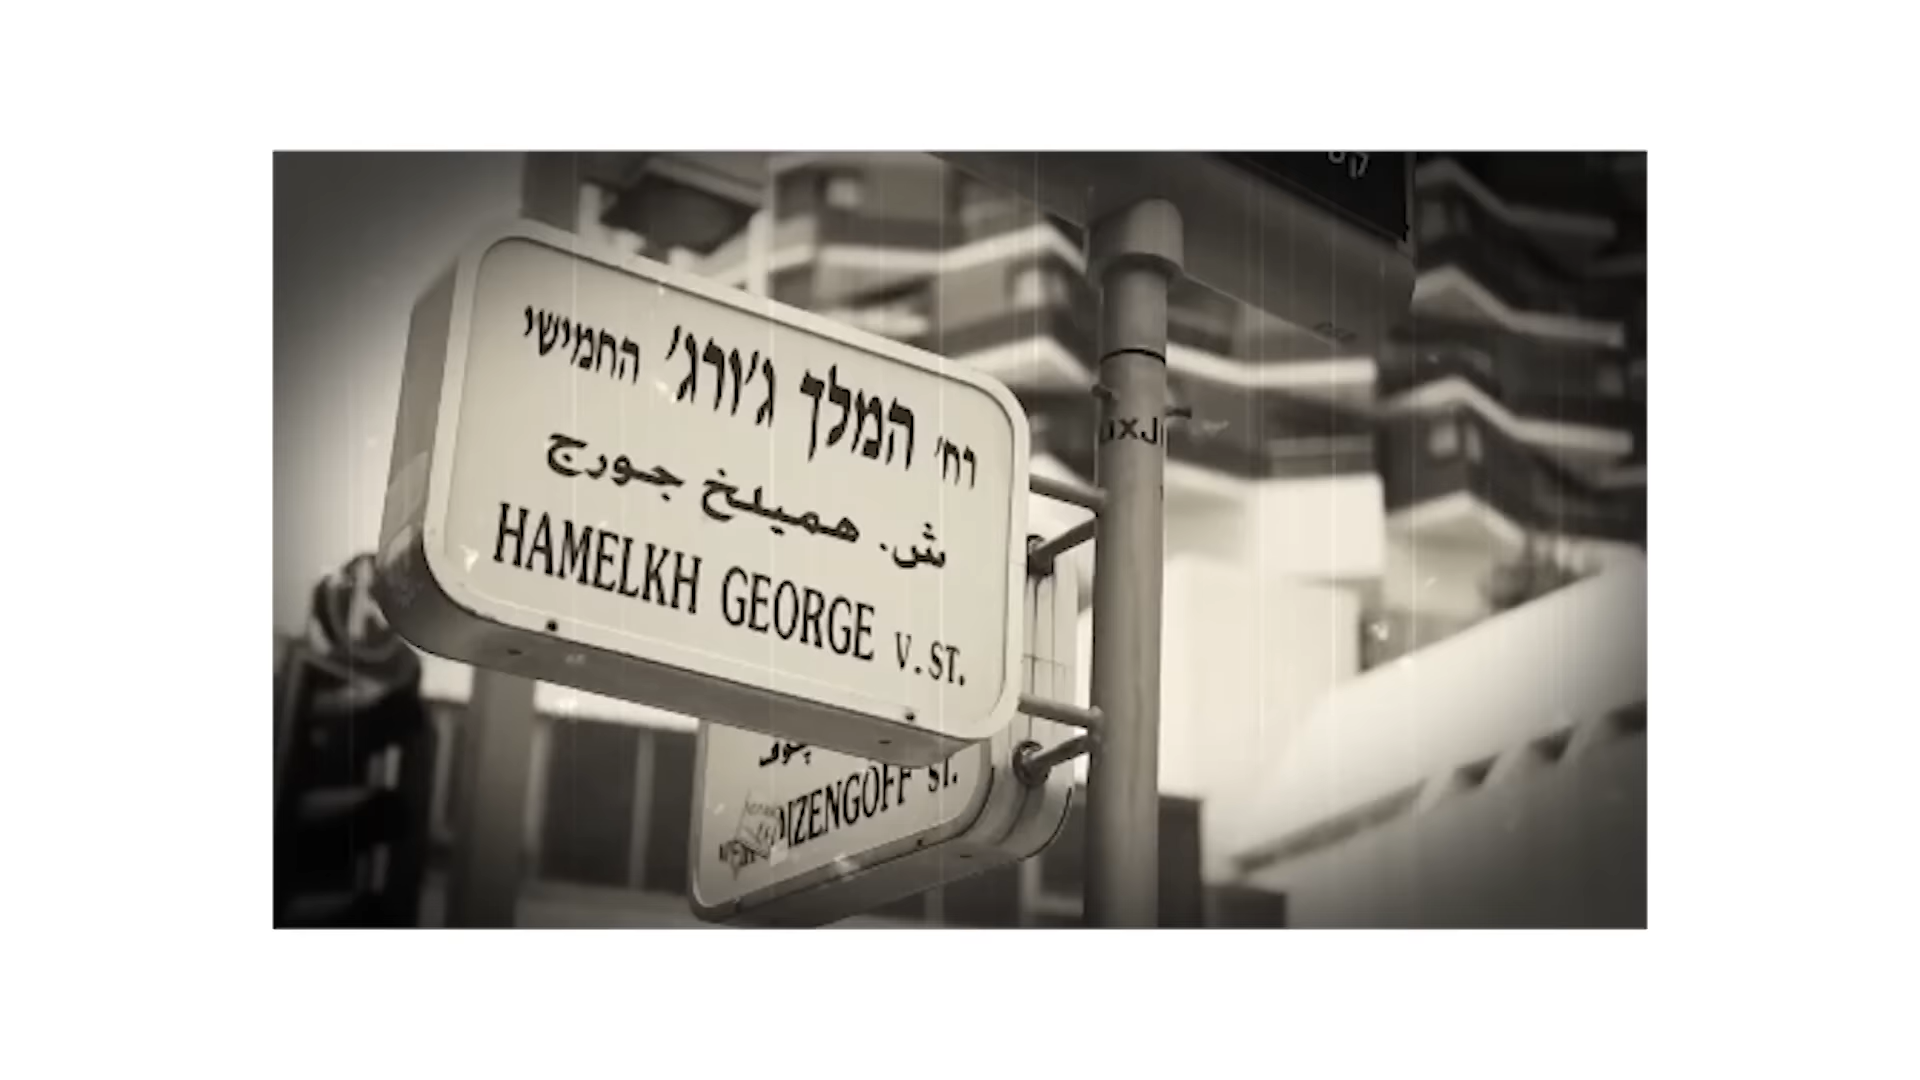 רח' המלך ג'ורג' החמישי
ش. هميلخ جورج
HAMELKH GEORGE V. ST.
DIZENGOFF ST.